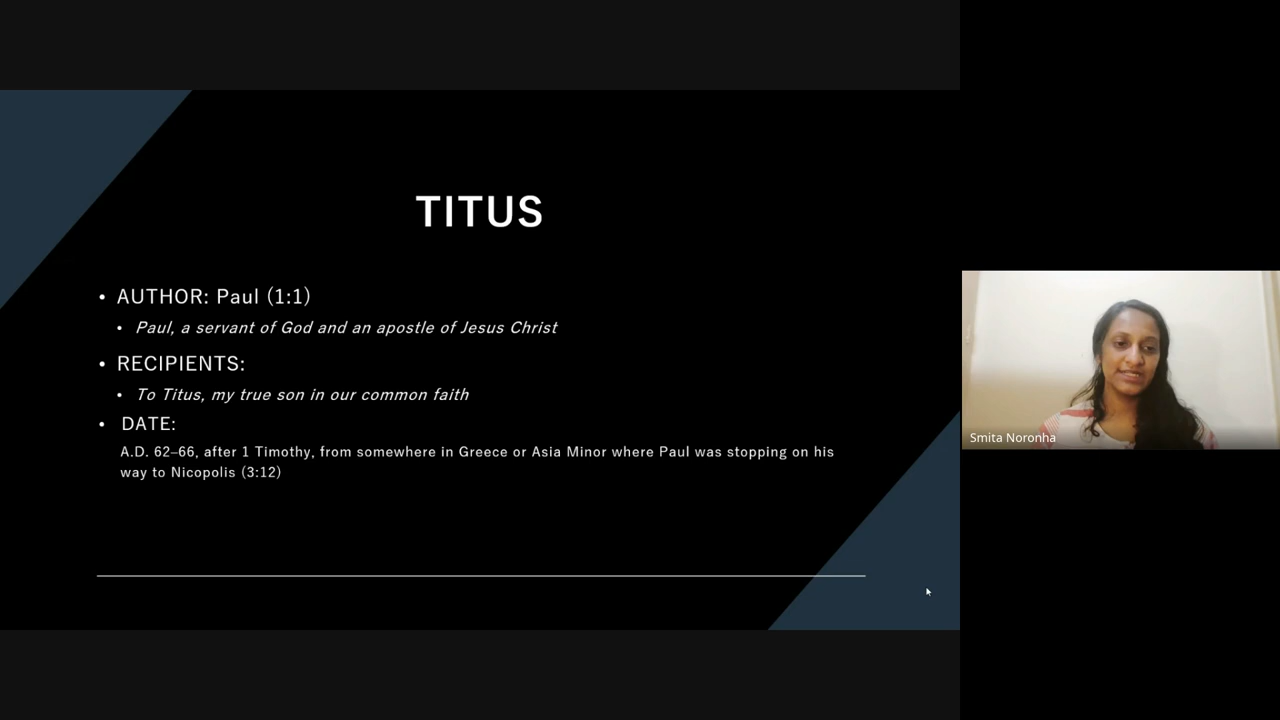 TITUS
• AUTHOR: Paul (1:1)
• Paul, a servant of God and an apostle of Jesus Christ
• RECIPIENTS:
• To Titus, my true son in our common faith
• DATE:
A.D. 62–66, after 1 Timothy, from somewhere in Greece or Asia Minor where Paul was stopping on his
way to Nicopolis (3:12)
Smita Noronha